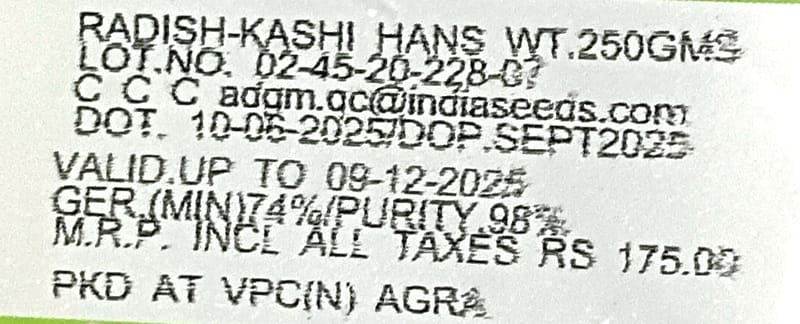 RADISH-KASHI HANS WT.250GMS
LOT.NO. 02-45-20-228-07
C C C adgm.qc@indiaseeds.com
DOT. 10-06-2025/DOP.SEPT2025
VALID.UP TO 09-12-2025
GER.(MIN)74%/PURITY.98%
M.R.P. INCL ALL TAXES RS 175.00
PKD AT VPC(N) AGRA